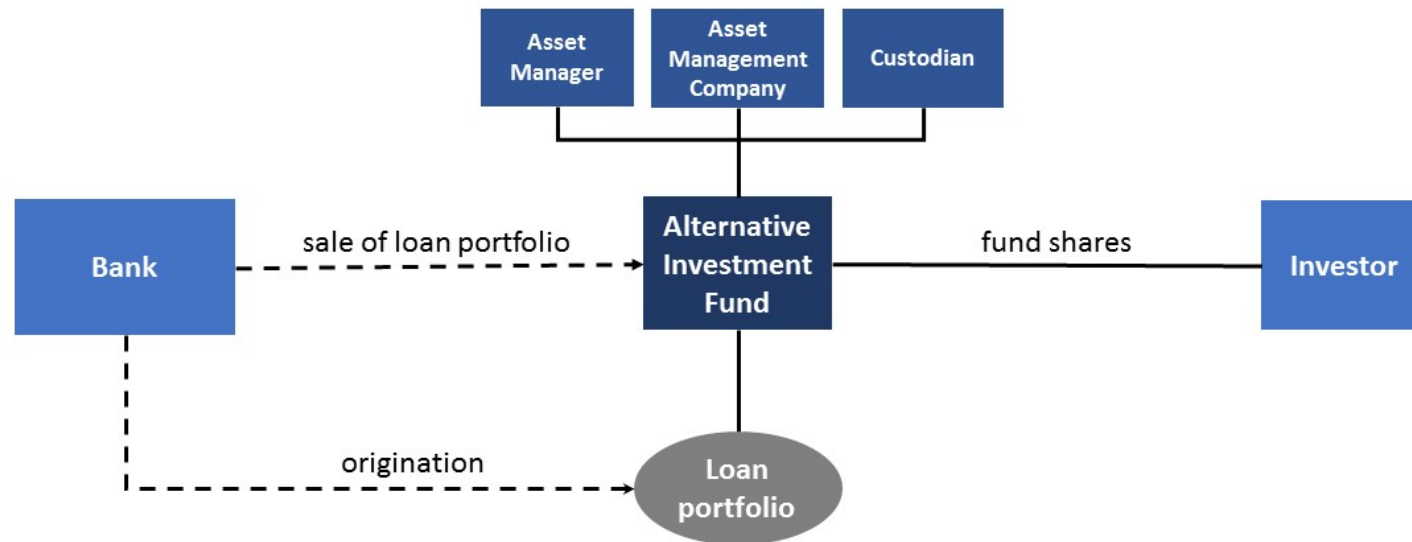 Asset
Manager
Asset
Management
Company
Custodian
Bank
sale of loan portfolio
Alternative
Investment
Fund
fund shares
Investor
origination
Loan
portfolio